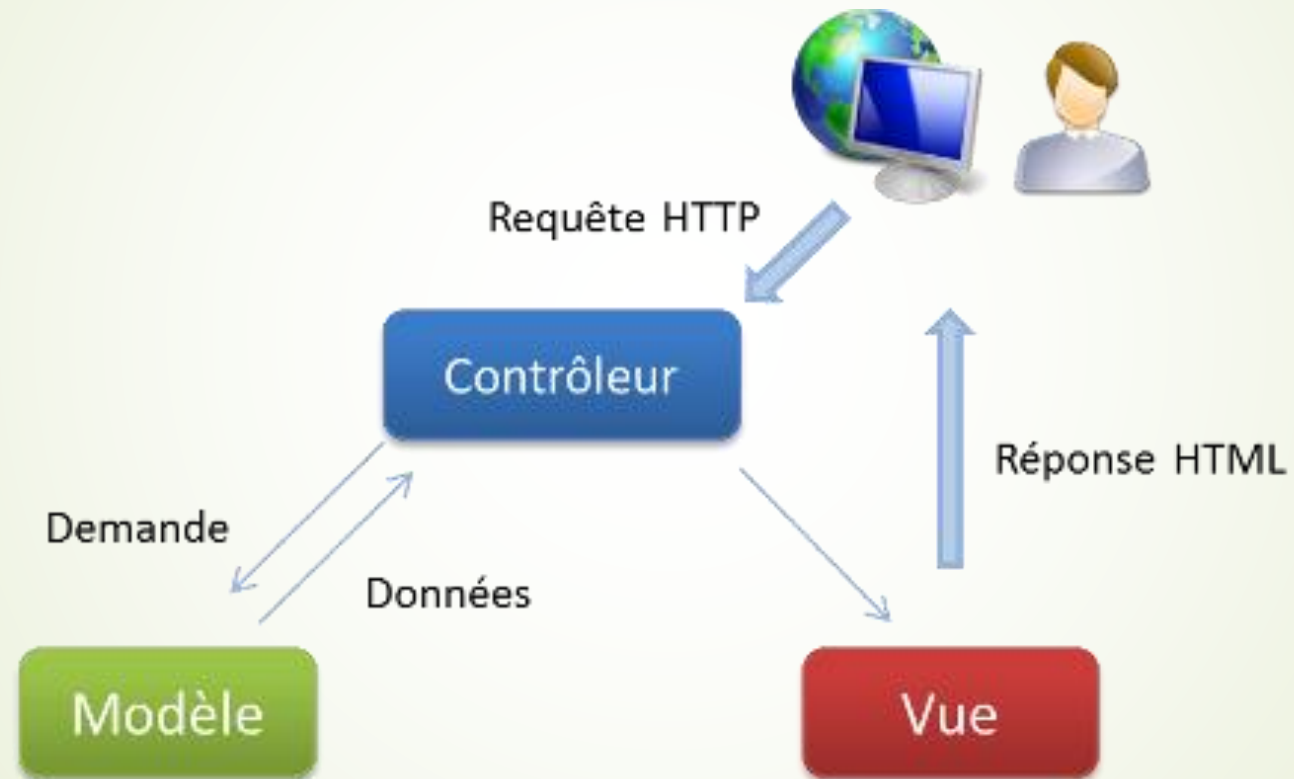 Requête HTTP
Contrôleur
Réponse HTML
Demande
Données
Modèle
Vue